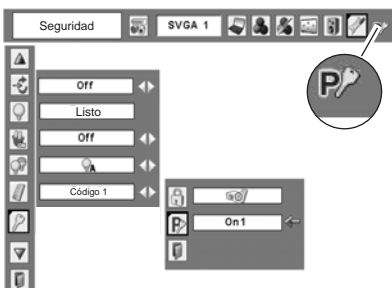 Seguridad
SVGA 1
P
Off
Listo
Off
A
Código 1
On1
P